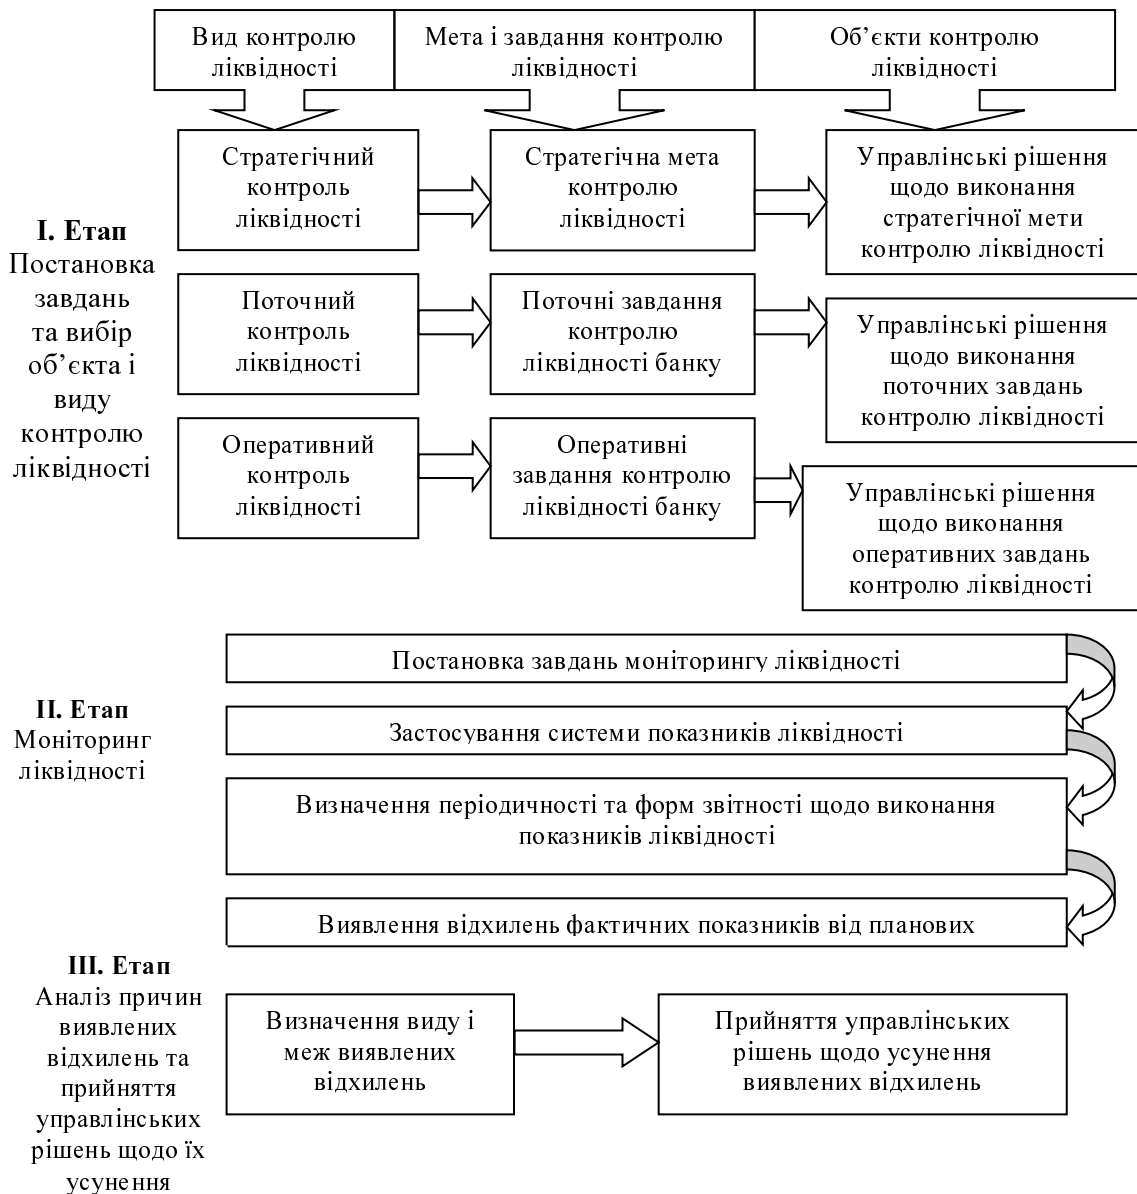 Вид контролю
ліквідності
Мета і завдання контролю
ліквідності
Об’єкти контролю
ліквідності
І. Етап
Постановка
завдань
та вибір
об’єкта і
виду
контролю
ліквідності
Стратегічний
контроль
ліквідності
Стратегічна мета
контролю
ліквідності
Управлінські рішення
щодо виконання
стратегічної мети
контролю ліквідності
Поточний
контроль
ліквідності
Поточні завдання
контролю
ліквідності банку
Управлінські рішення
щодо виконання
поточних завдань
контролю ліквідності
Оперативний
контроль
ліквідності
Оперативні
завдання контролю
ліквідності банку
Управлінські рішення
щодо виконання
оперативних завдань
контролю ліквідності
ІІ. Етап
Моніторинг
ліквідності
Постановка завдань моніторингу ліквідності
Застосування системи показників ліквідності
Визначення періодичності та форм звітності щодо виконання
показників ліквідності
Виявлення відхилень фактичних показників від планових
ІІІ. Етап
Аналіз причин
виявлених
відхилень та
прийняття
управлінських
рішень щодо їх
усунення
Визначення виду і
меж виявлених
відхилень
Прийняття управлінських
рішень щодо усунення
виявлених відхилень